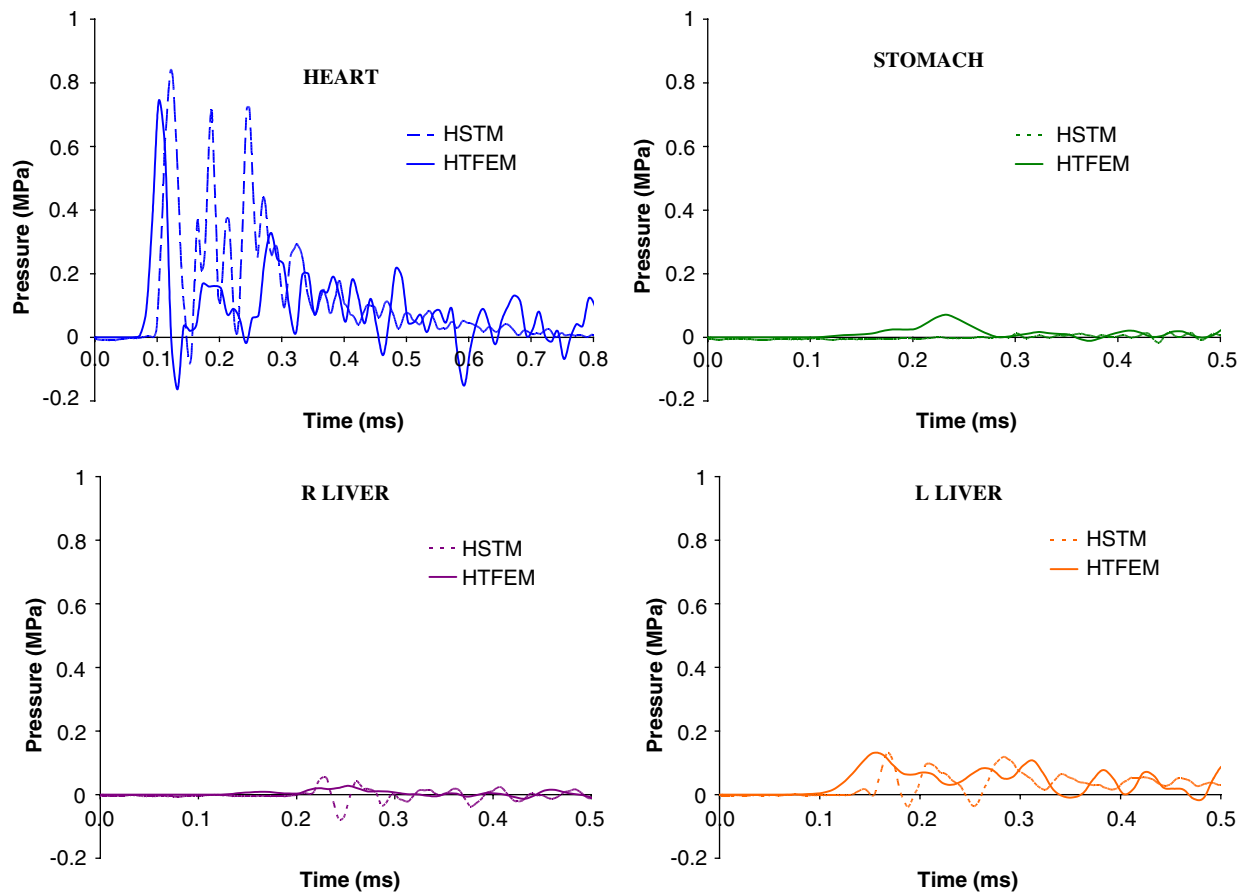 HEART
1
0.8
0.6
0.4
0.2
0
-0.2
Pressure (MPa)
HSTM
HTFEM
0.0 0.1 0.2 0.3 0.4 0.5 0.6 0.7 0.8
Time (ms)
STOMACH
1
0.8
0.6
0.4
0.2
0
-0.2
Pressure (MPa)
HSTM
HTFEM
0.0 0.1 0.2 0.3 0.4 0.5
Time (ms)
R LIVER
1
0.8
0.6
0.4
0.2
0
-0.2
Pressure (MPa)
HSTM
HTFEM
0.0 0.1 0.2 0.3 0.4 0.5
Time (ms)
L LIVER
1
0.8
0.6
0.4
0.2
0
-0.2
Pressure (MPa)
HSTM
HTFEM
0.0 0.1 0.2 0.3 0.4 0.5
Time (ms)